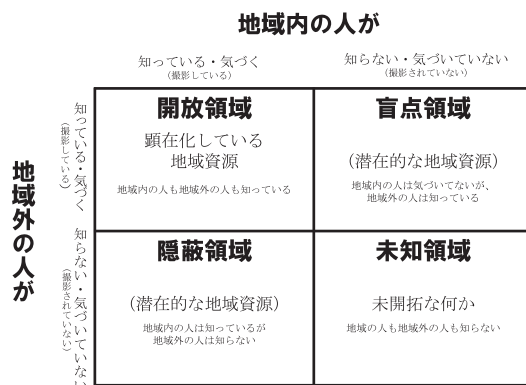 地域内の人が
知っている・気づく
（撮影している）
知らない・気づいていない
（撮影されていない）
地域外の人が
知っている・気づく
（撮影している）
開放領域
顕在化している
地域資源
地域内の人も地域外の人も知っている
盲点領域
（潜在的な地域資源）
地域内の人は気づいてないが、
地域外の人は知っている
知らない・気づいていない
（撮影されていない）
隠蔽領域
（潜在的な地域資源）
地域内の人は知っているが
地域外の人は知らない
未知領域
未開拓な何か
地域の人も地域外の人も知らない